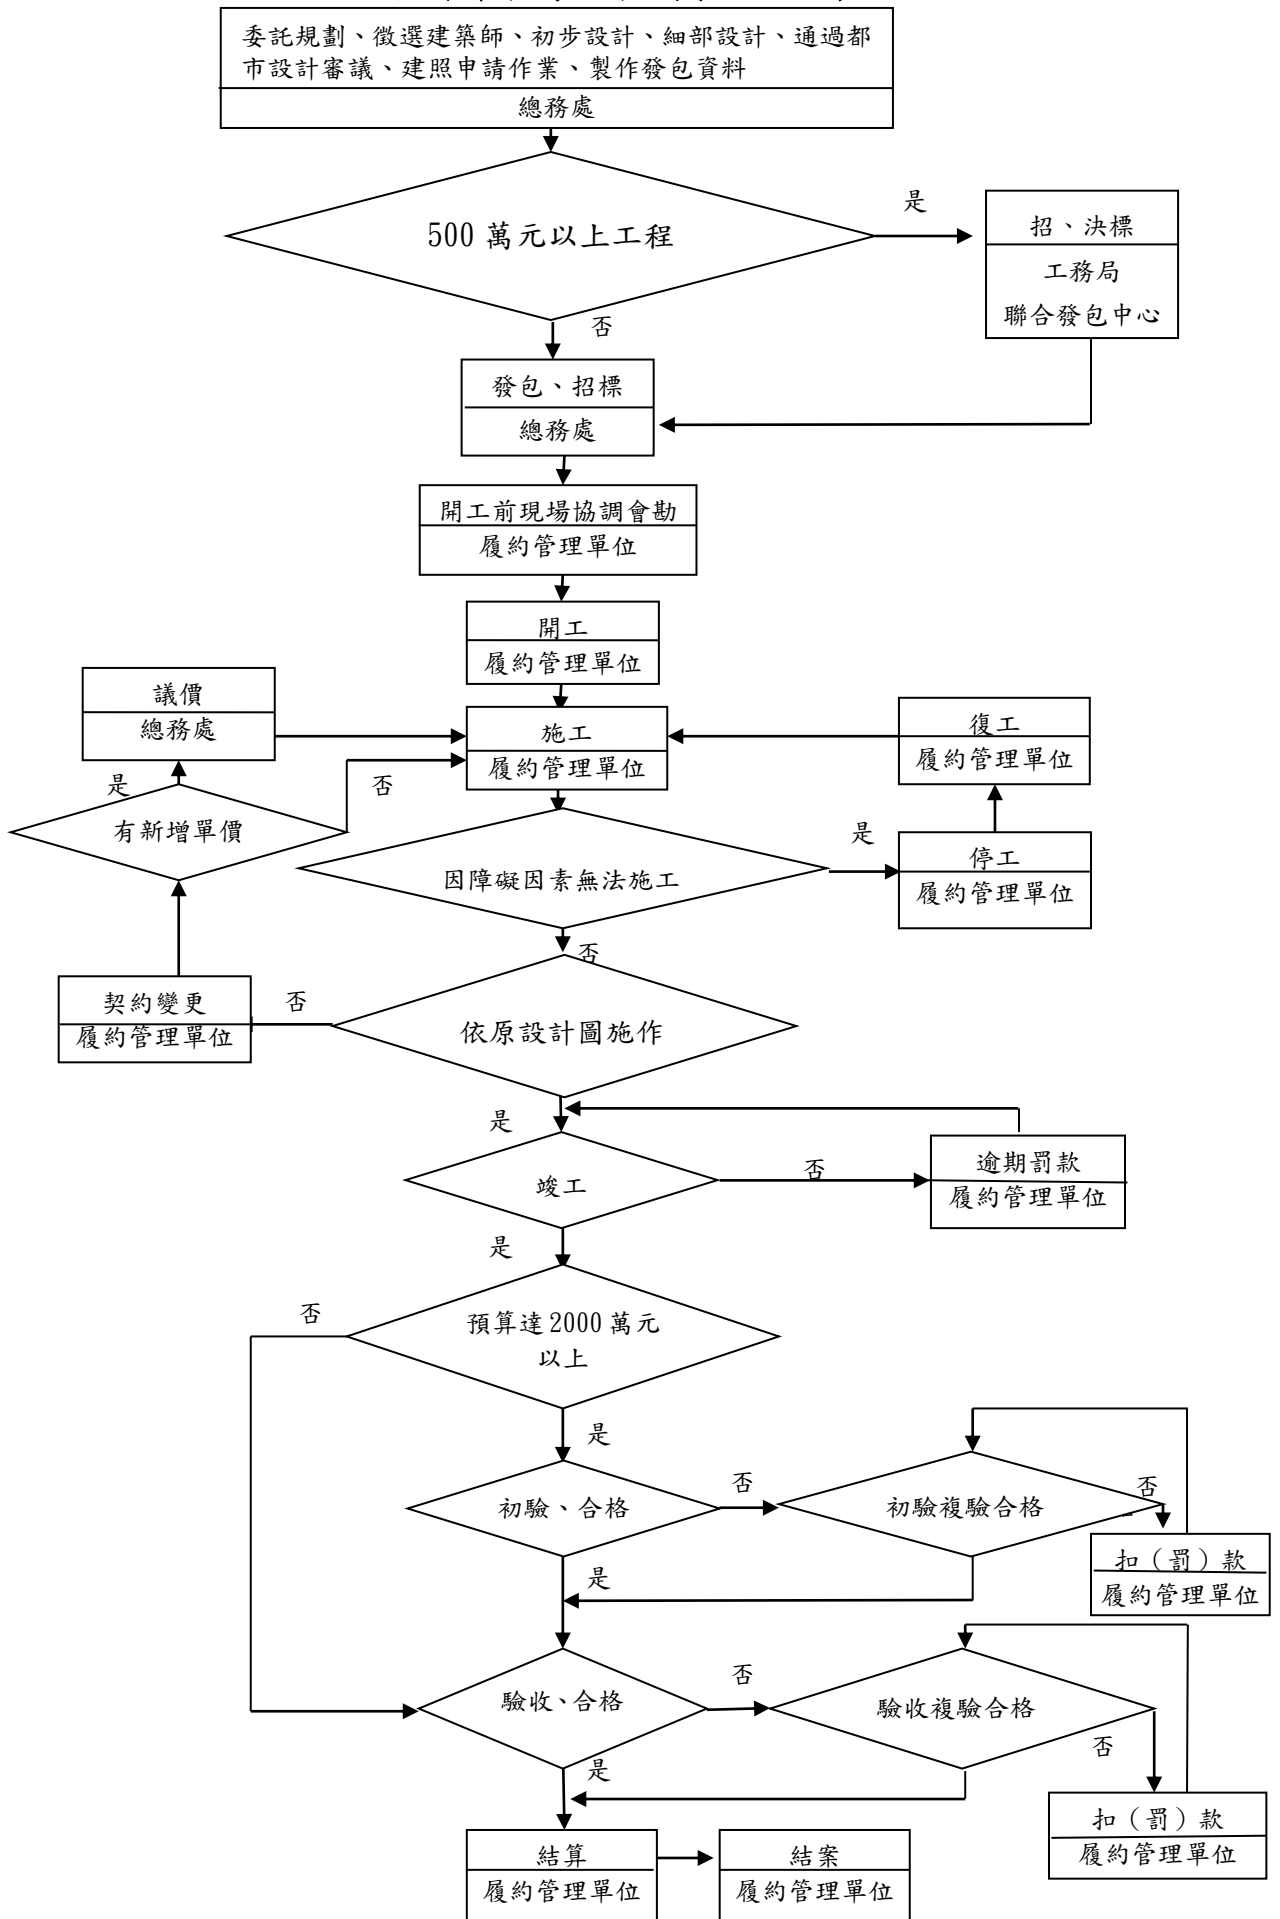 委託規劃、徵選建築師、初步設計、細部設計、通過都
市設計審議、建照申請作業、製作發包資料
總務處
500 萬元以上工程
是
招、決標
工務局
聯合發包中心
否
發包、招標
總務處
開工前現場協調會勘
履約管理單位
開工
履約管理單位
議價
總務處
施工
履約管理單位
復工
履約管理單位
是
否
有新增單價
因障礙因素無法施工
是
停工
履約管理單位
否
契約變更
履約管理單位
否
依原設計圖施作
是
竣工
否
逾期罰款
履約管理單位
是
預算達 2000 萬元
以上
否
是
初驗、合格
否
初驗複驗合格
否
扣（罰）款
履約管理單位
是
驗收、合格
否
驗收複驗合格
否
扣（罰）款
履約管理單位
是
結算
履約管理單位
結案
履約管理單位